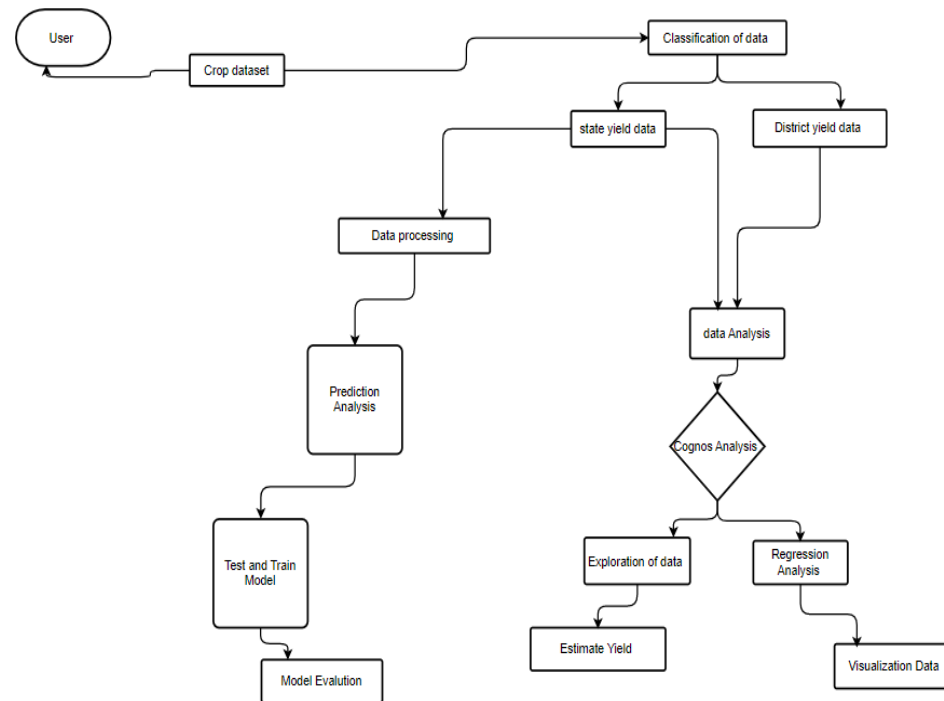 User
Classification of data
Crop dataset
state yield data
District yield data
Data processing
data Analysis
Prediction
Analysis
Cognos Analysis
Test and Train
Model
Exploration of data
Regression
Analysis
Estimate Yield
Model Evalution
Visualization Data